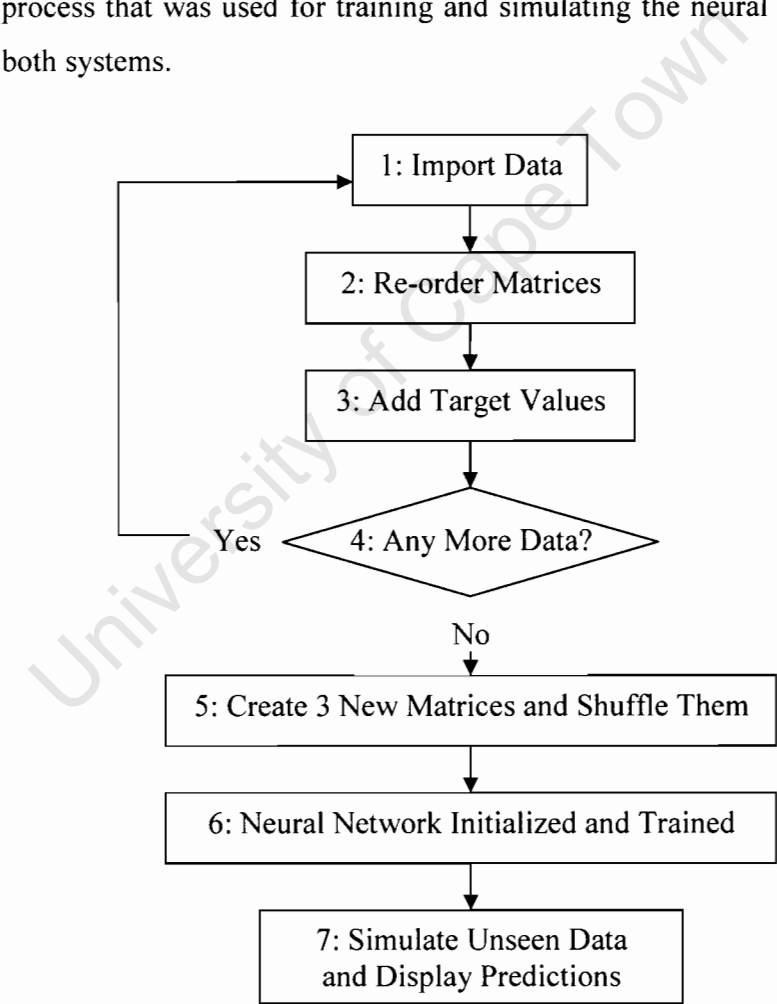 process that was used for training and simulating the neural
both systems.
1: Import Data
2: Re-order Matrices
3: Add Target Values
4: Any More Data?
Yes
No
5: Create 3 New Matrices and Shuffle Them
6: Neural Network Initialized and Trained
7: Simulate Unseen Data
and Display Predictions
University of Cape Town